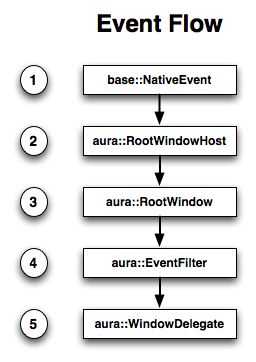 Event Flow
1 base::NativeEvent
2 aura::RootWindowHost
3 aura::RootWindow
4 aura::EventFilter
5 aura::WindowDelegate